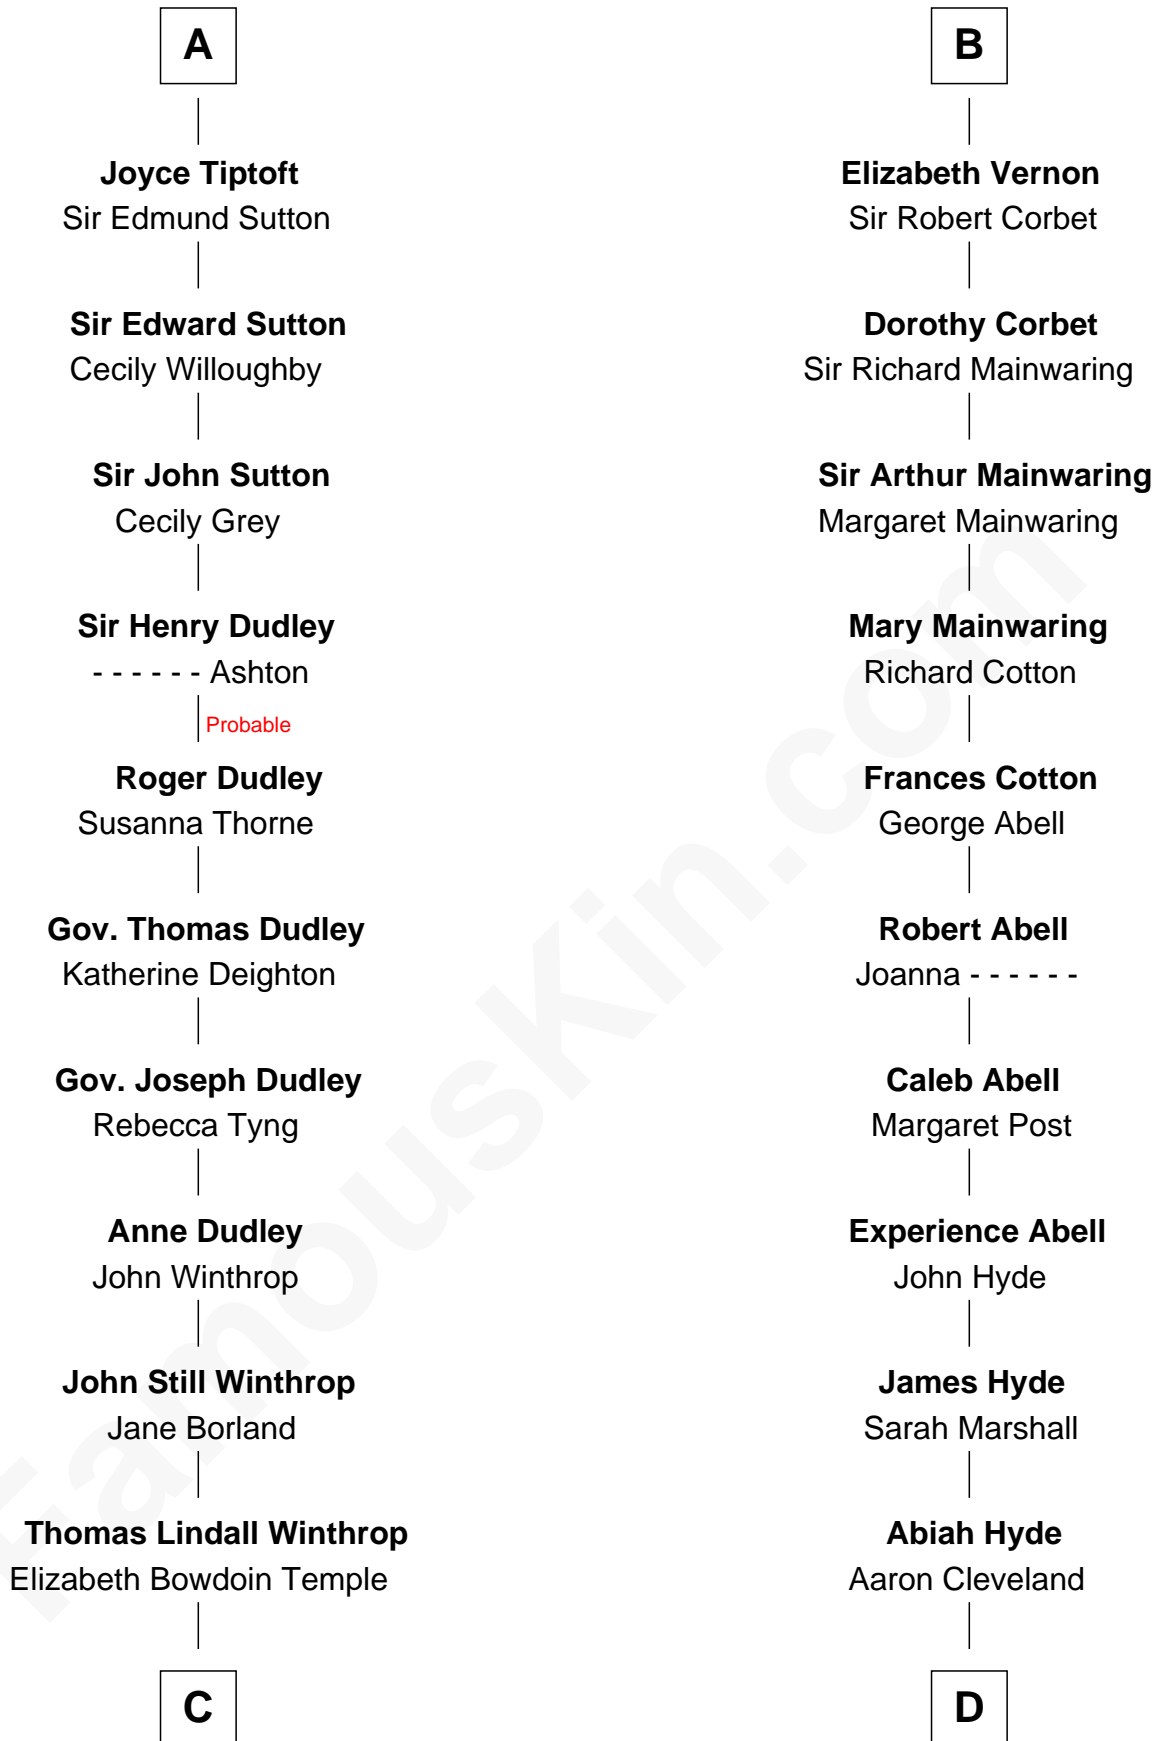 A
Joyce Tiptoft
Sir Edmund Sutton
Sir Edward Sutton
Cecily Willoughby
Sir John Sutton
Cecily Grey
Sir Henry Dudley
- - - - - - Ashton
Probable
Roger Dudley
Susanna Thorne
Gov. Thomas Dudley
Katherine Deighton
Gov. Joseph Dudley
Rebecca Tyng
Anne Dudley
John Winthrop
John Still Winthrop
Jane Borland
Thomas Lindall Winthrop
Elizabeth Bowdoin Temple
C
B
Elizabeth Vernon
Sir Robert Corbet
Dorothy Corbet
Sir Richard Mainwaring
Sir Arthur Mainwaring
Margaret Mainwaring
Mary Mainwaring
Richard Cotton
Frances Cotton
George Abell
Robert Abell
Joanna - - - - - -
Caleb Abell
Margaret Post
Experience Abell
John Hyde
James Hyde
Sarah Marshall
Abiah Hyde
Aaron Cleveland
D
FamousKin.com